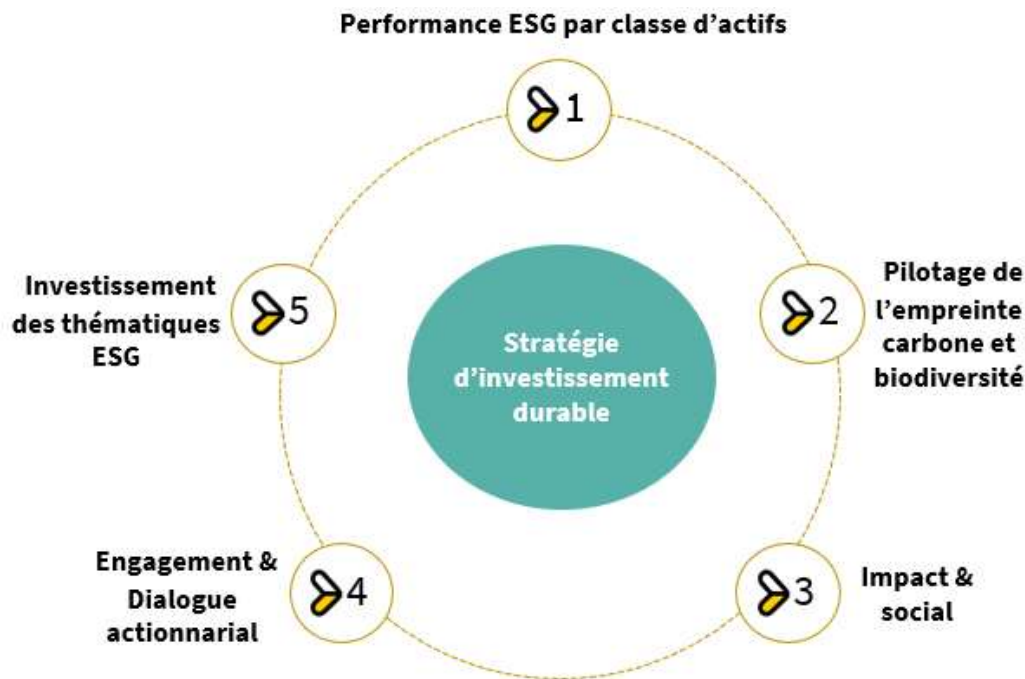 Performance ESG par classe d’actifs
1
Pilotage de
l’empreinte
carbone et
biodiversité
2
Impact &
social
3
Engagement &
Dialogue
actionnarial
4
Investissement
des thématiques
ESG
5
Stratégie
d’investissement
durable